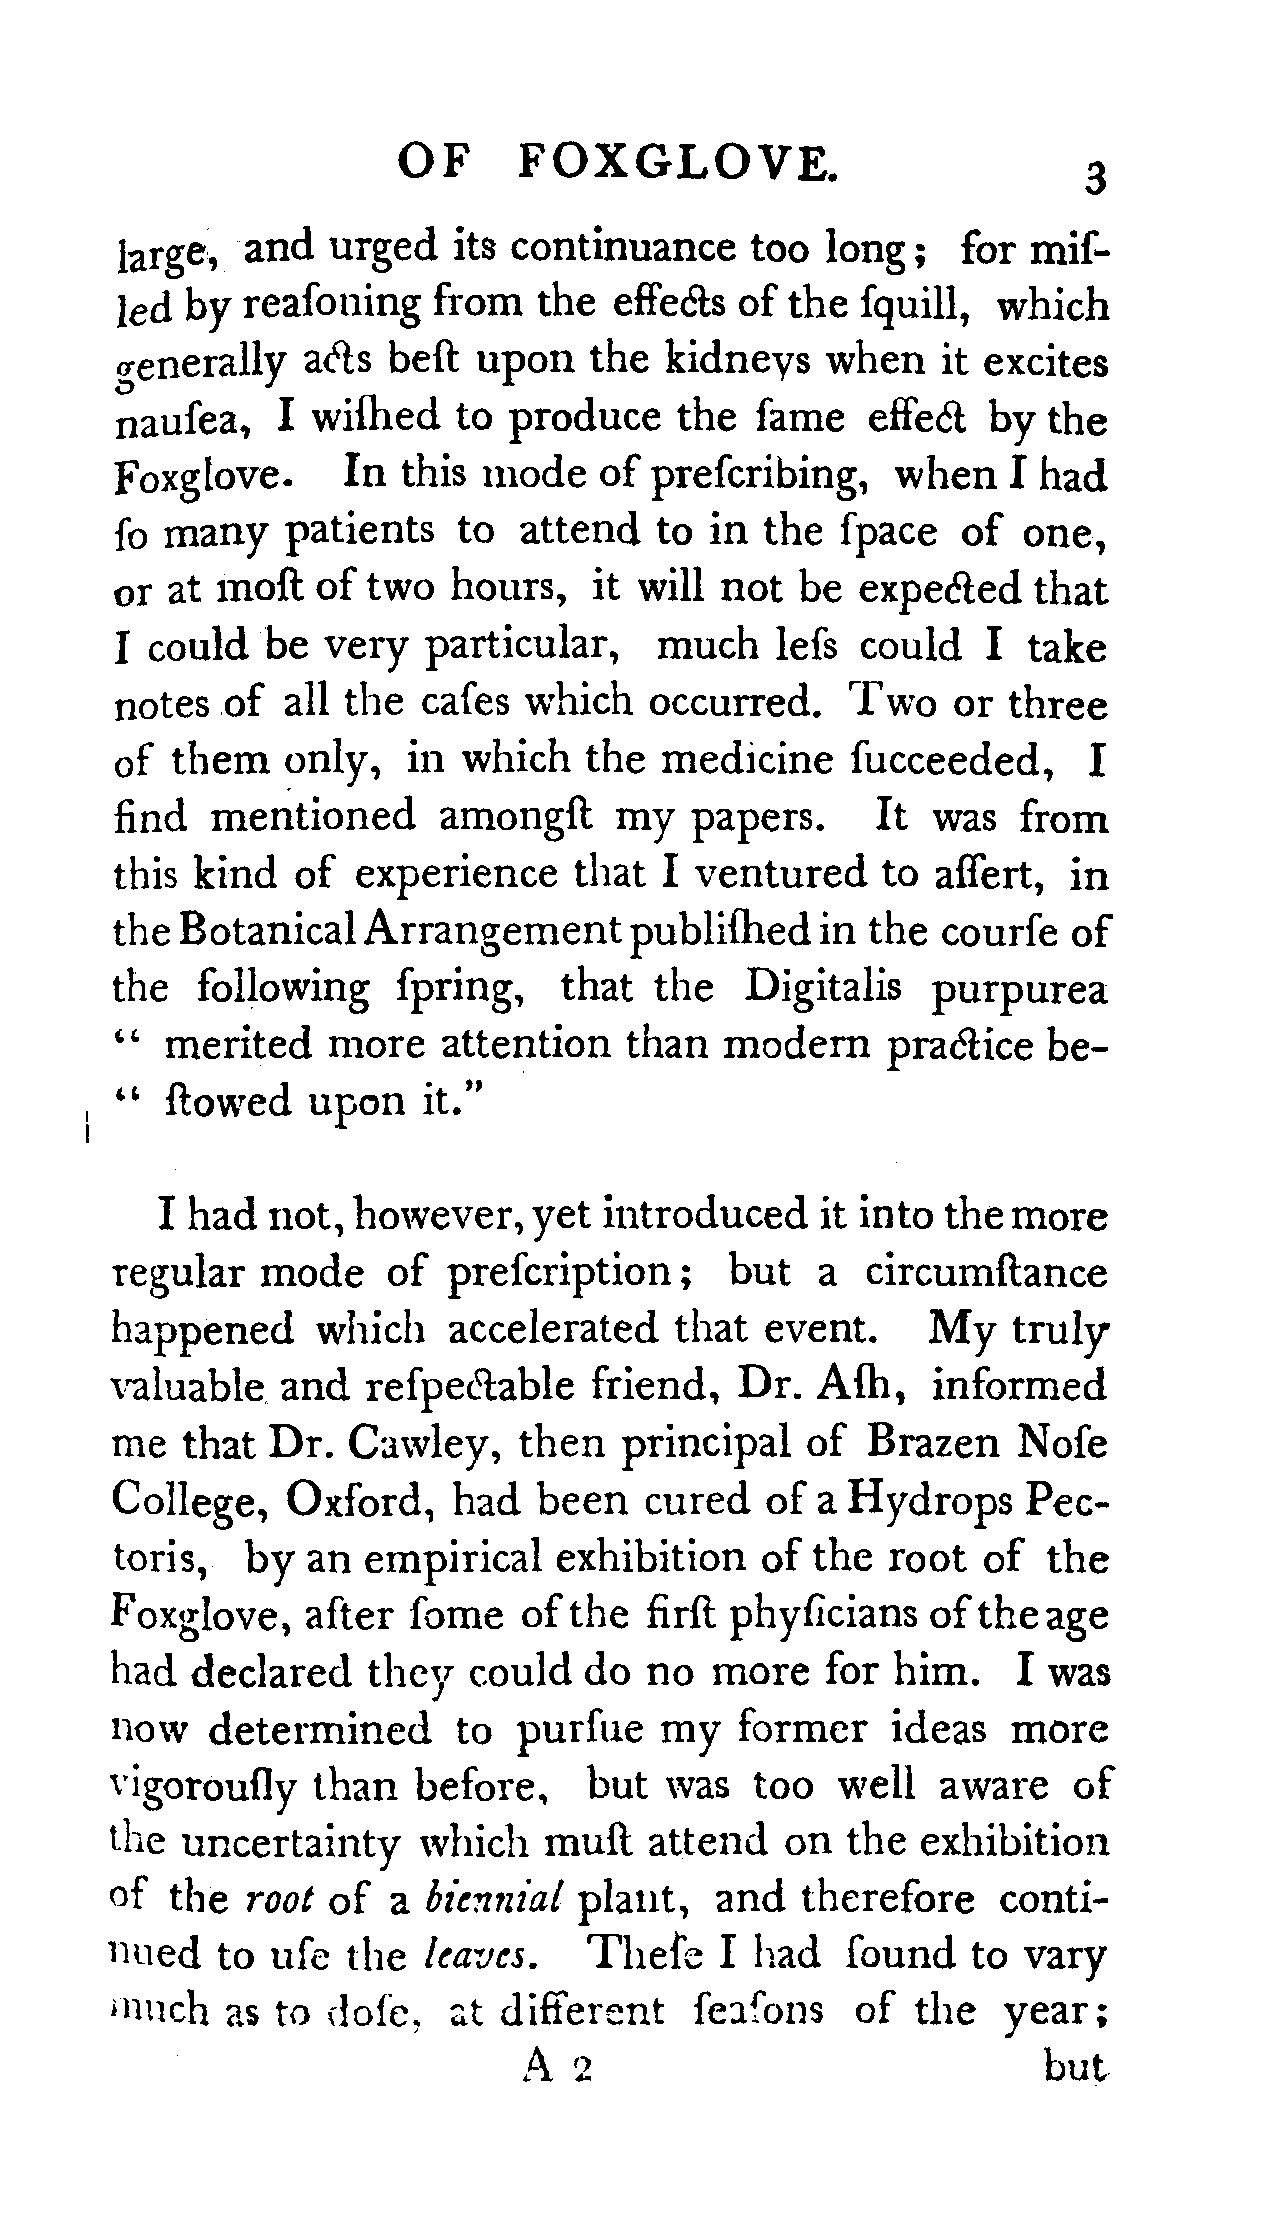 OF FOXGLOVE.
3
large, and urged its continuance too long; for miſ-
led by reaſoning from the effects of the ſquill, which
generally acts beſt upon the kidneys when it excites
nauſea, I wiſhed to produce the ſame effect by the
Foxglove. In this mode of preſcribing, when I had
ſo many patients to attend to in the ſpace of one,
or at moſt of two hours, it will not be expected that
I could be very particular, much leſs could I take
notes of all the caſes which occurred. Two or three
of them only, in which the medicine ſucceeded, I
find mentioned amongſt my papers. It was from
this kind of experience that I ventured to aſſert, in
the Botanical Arrangement publiſhed in the courſe of
the following ſpring, that the Digitalis purpurea
“ merited more attention than modern practice be-
“ ſtowed upon it.”
I had not, however, yet introduced it into the more
regular mode of preſcription; but a circumſtance
happened which accelerated that event. My truly
valuable and reſpectable friend, Dr. Aſh, informed
me that Dr. Cawley, then principal of Brazen Noſe
College, Oxford, had been cured of a Hydrops Pec-
toris, by an empirical exhibition of the root of the
Foxglove, after ſome of the firſt phyſicians of the age
had declared they could do no more for him. I was
now determined to purſue my former ideas more
vigorouſly than before, but was too well aware of
the uncertainty which muſt attend on the exhibition
of the root of a biennial plant, and therefore conti-
nued to uſe the leaves. Theſe I had found to vary
much as to doſe, at different ſeaſons of the year;
A 2
but